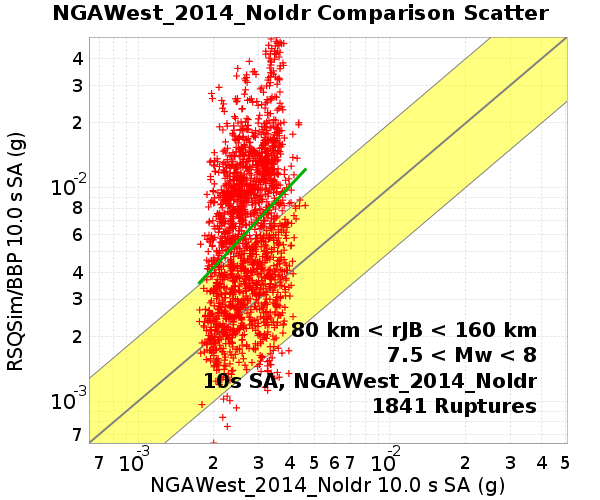 NGAWest_2014_NoIdr Comparison Scatter
RSQSim/BBP 10.0 s SA (g)
4
3
2
10-2
8
6
4
3
2
10-3
7
80 km < rJB < 160 km
7.5 < Mw < 8
10s SA, NGAWest_2014_NoIdr
1841 Ruptures
7 10-3 2 3 4 5 6 7 10-2 2 3 4 5
NGAWest_2014_NoIdr 10.0 s SA (g)